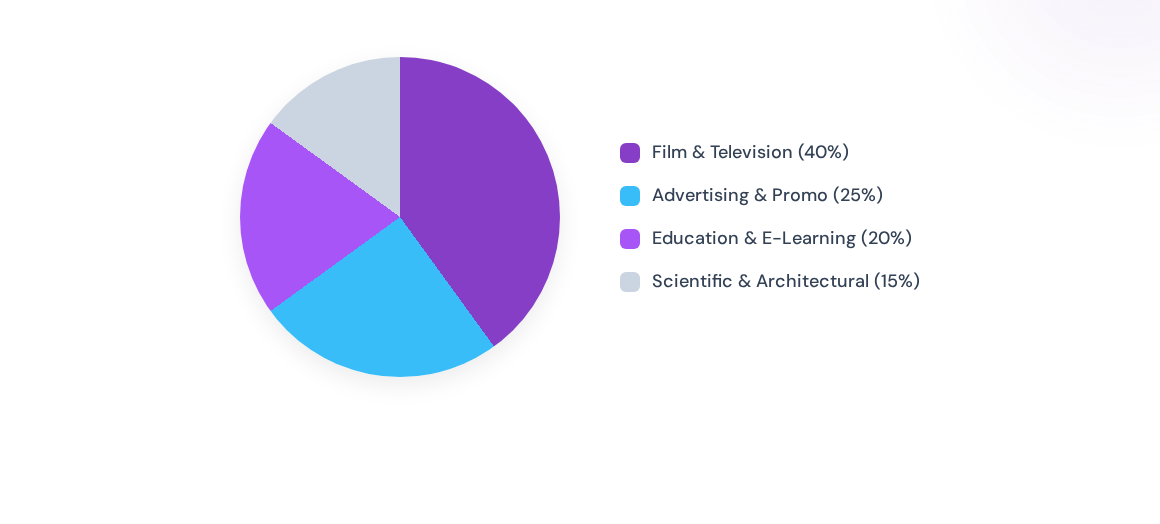 Film & Television (40%)
Advertising & Promo (25%)
Education & E-Learning (20%)
Scientific & Architectural (15%)